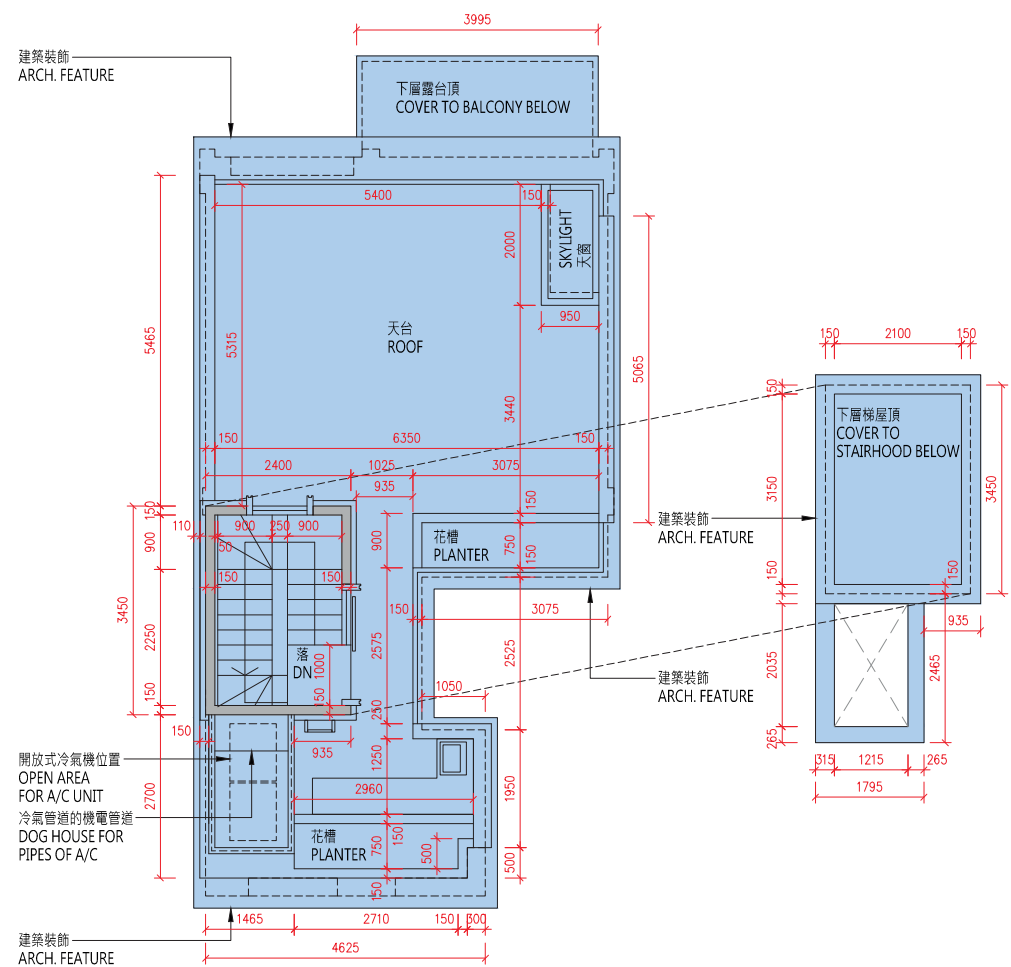 3995
建築裝飾
ARCH. FEATURE
下層露台頂
COVER TO BALCONY BELOW
5400
150
SKYLIGHT
天窗
2000
950
5465
5315
天台
ROOF
5065
3440
150
6350
150
2400
1025
3075
935
150
150
110
900
250
900
50
900
900
花槽
PLANTER
750
150
150
150
3450
2250
150
3075
2575
2525
落
DN
1000
150
150
1050
250
建築裝飾
ARCH. FEATURE
150
935
開放式冷氣機位置
OPEN AREA
FOR A/C UNIT
冷氣管道的機電管道
DOG HOUSE FOR
PIPES OF A/C
2700
1250
2960
1950
花槽
PLANTER
150
750
500
500
150
1465
2710
150
300
4625
建築裝飾
ARCH. FEATURE
150
2100
150
150
下層梯屋頂
COVER TO
STAIRHOOD BELOW
3150
3450
建築裝飾
ARCH. FEATURE
150
150
935
2035
2465
265
315
1215
265
1795